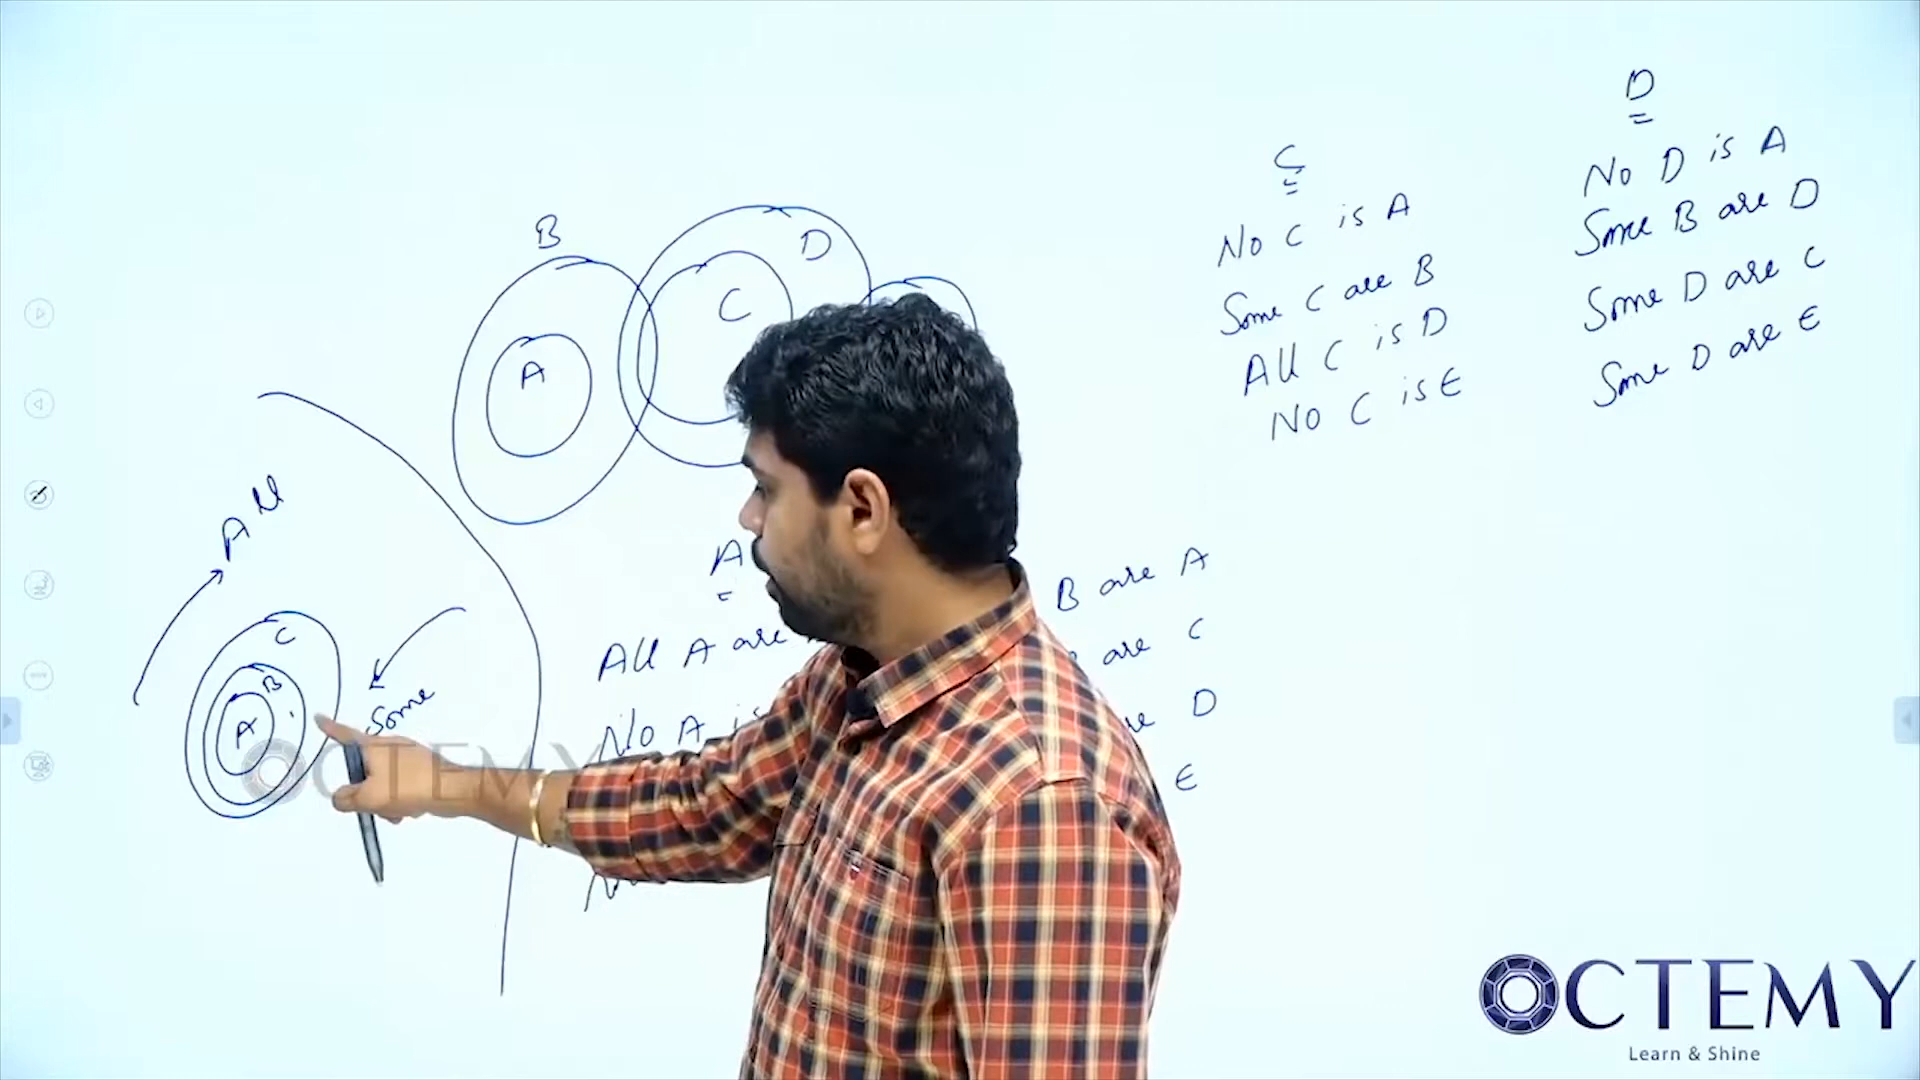 D
No D is A
Some B are D
Some D are C
Some D are E
C
No C is A
Some C are B
All C is D
No C is E
B
D
C
A
All
C
B
A
Some
A
All A are
No A is
B are A
are C
D
E
OCTEMY
OCTEMY
Learn & Shine